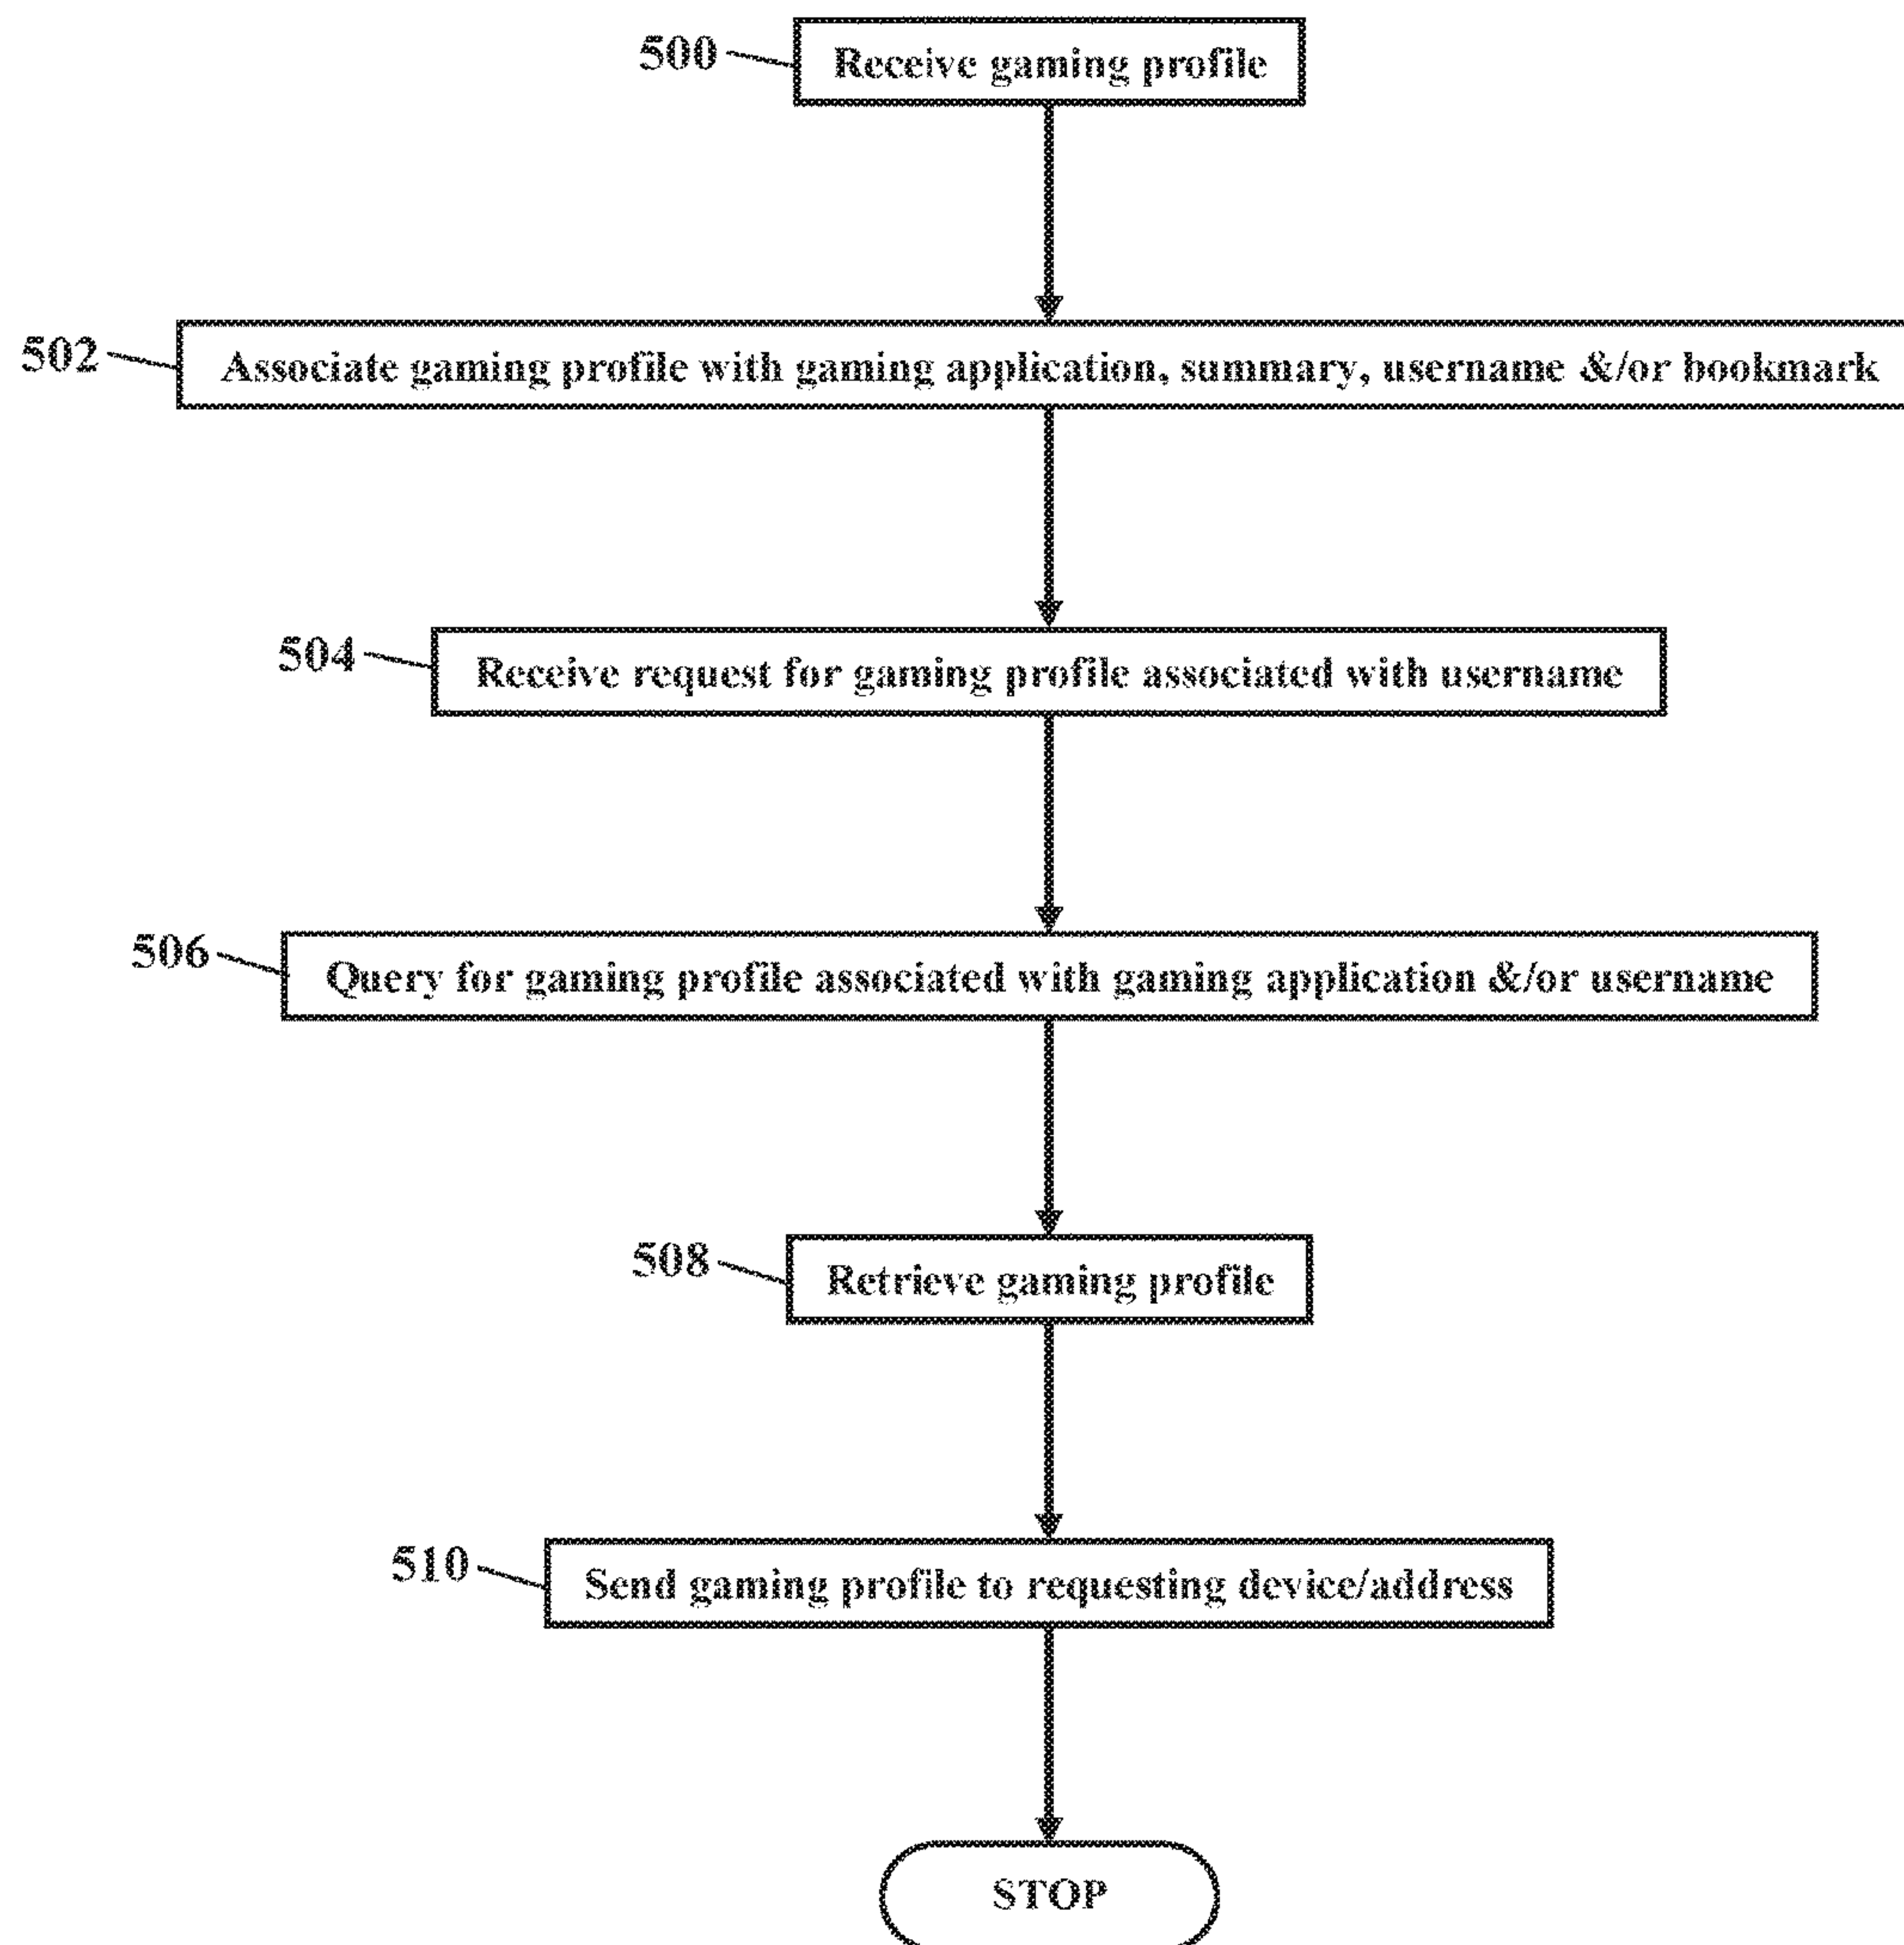 500 Receive gaming profile
502 Associate gaming profile with gaming application, summary, username &/or bookmark
504 Receive request for gaming profile associated with username
506 Query for gaming profile associated with gaming application &/or username
508 Retrieve gaming profile
510 Send gaming profile to requesting device/address
STOP